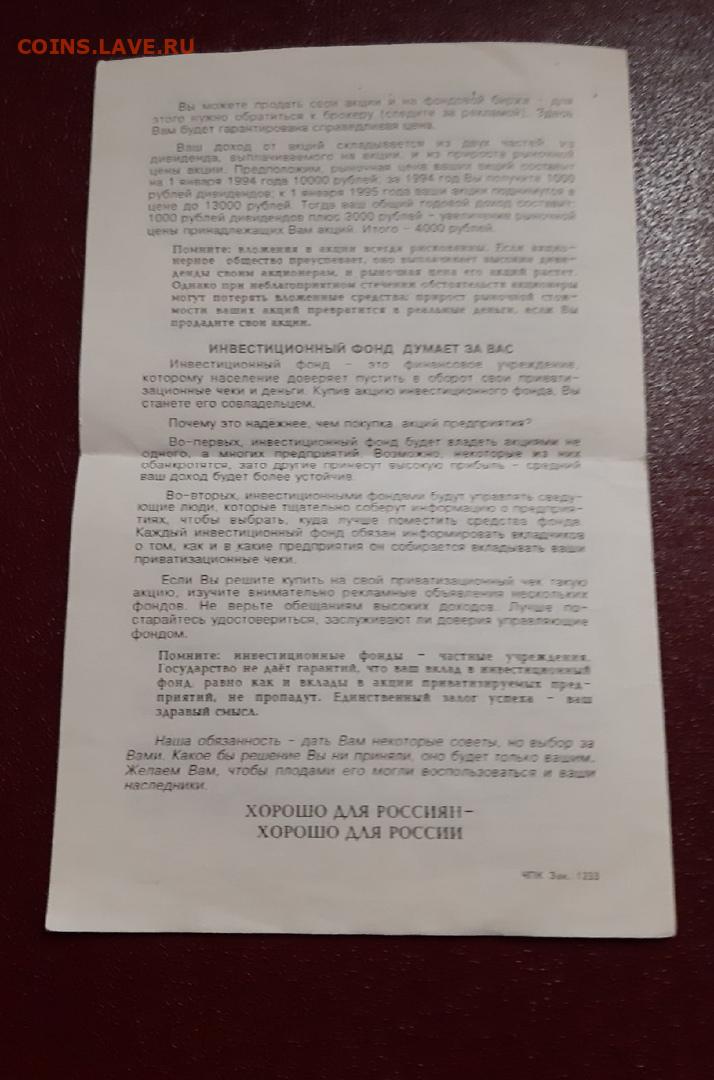 COINS.LAVE.RU
Вы можете продать свои акции и на фондовой бирже - для
этого нужно обратиться к брокеру (следите за рекламой). Здесь
Вам будет гарантирована справедливая цена.
Ваш доход от акций складывается из двух частей: из
дивиденда, выплачиваемого на акции, и из прироста рыночной
цены акции. Предположим, рыночная цена ваших акций составит
на 1 января 1994 года 10000 рублей; за 1994 год Вы получите 1000
рублей дивидендов; к 1 января 1995 года ваши акции поднимутся в
цене до 13000 рублей. Тогда ваш общий годовой доход составит:
1000 рублей дивидендов плюс 3000 рублей - увеличение рыночной
цены принадлежащих Вам акций. Итого - 4000 рублей.
Помните: вложения в акции всегда рискованны. Если акцио-
нерное общество преуспевает, оно выплачивает высокие диви-
денды своим акционерам, и рыночная цена его акций растет.
Однако при неблагоприятном стечении обстоятельств акционеры
могут потерять вложенные средства; прирост рыночной стои-
мости ваших акций превратится в реальные деньги, если Вы
продадите свои акции.
ИНВЕСТИЦИОННЫЙ ФОНД ДУМАЕТ ЗА ВАС
Инвестиционный фонд - это финансовое учреждение,
которому население доверяет пустить в оборот свои привати-
зационные чеки и деньги. Купив акцию инвестиционного фонда, Вы
станете его совладельцем.
Почему это надежнее, чем покупка акций предприятия?
Во-первых, инвестиционный фонд будет владеть акциями не
одного, а многих предприятий. Возможно, некоторые из них
обанкротятся, зато другие принесут высокую прибыль - средний
ваш доход будет более устойчив.
Во-вторых, инвестиционными фондами будут управлять сведу-
ющие люди, которые тщательно соберут информацию о предприя-
тиях, чтобы выбрать, куда лучше поместить средства фонда.
Каждый инвестиционный фонд обязан информировать вкладчиков
о том, как и в какие предприятия он собирается вкладывать ваши
приватизационные чеки.
Если Вы решите купить на свой приватизационный чек такую
акцию, изучите внимательно рекламные объявления нескольких
фондов. Не верьте обещаниям высоких доходов. Лучше по-
старайтесь удостовериться, заслуживают ли доверия управляющие
фондом.
Помните: инвестиционные фонды - частные учреждения.
Государство не даёт гарантий, что ваш вклад в инвестиционный
фонд, равно как и вклады в акции приватизируемых пред-
приятий, не пропадут. Единственный залог успеха - ваш
здравый смысл.
Наша обязанность - дать Вам некоторые советы, но выбор за
Вами. Какое бы решение Вы ни приняли, оно будет только вашим.
Желаем Вам, чтобы плодами его могли воспользоваться и ваши
наследники.
ХОРОШО ДЛЯ РОССИЯН-
ХОРОШО ДЛЯ РОССИИ
ЧПК Зак. 1233